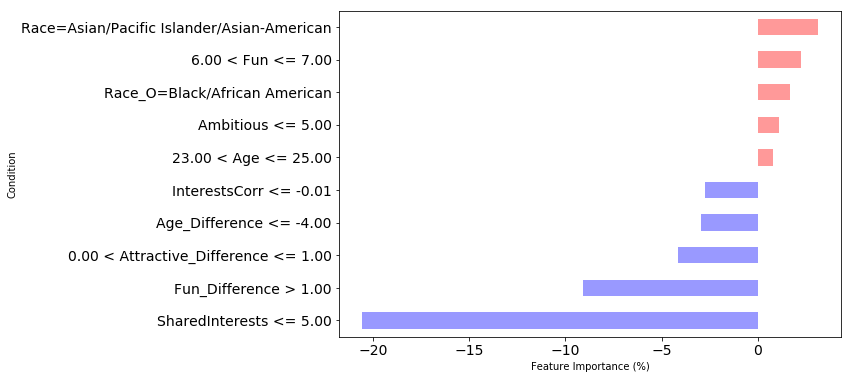 Race=Asian/Pacific Islander/Asian-American
6.00 < Fun <= 7.00
Race_O=Black/African American
Ambitious <= 5.00
23.00 < Age <= 25.00
InterestsCorr <= -0.01
Age_Difference <= -4.00
0.00 < Attractive_Difference <= 1.00
Fun_Difference > 1.00
SharedInterests <= 5.00
Condition
−20 −15 −10 −5 0
Feature Importance (%)